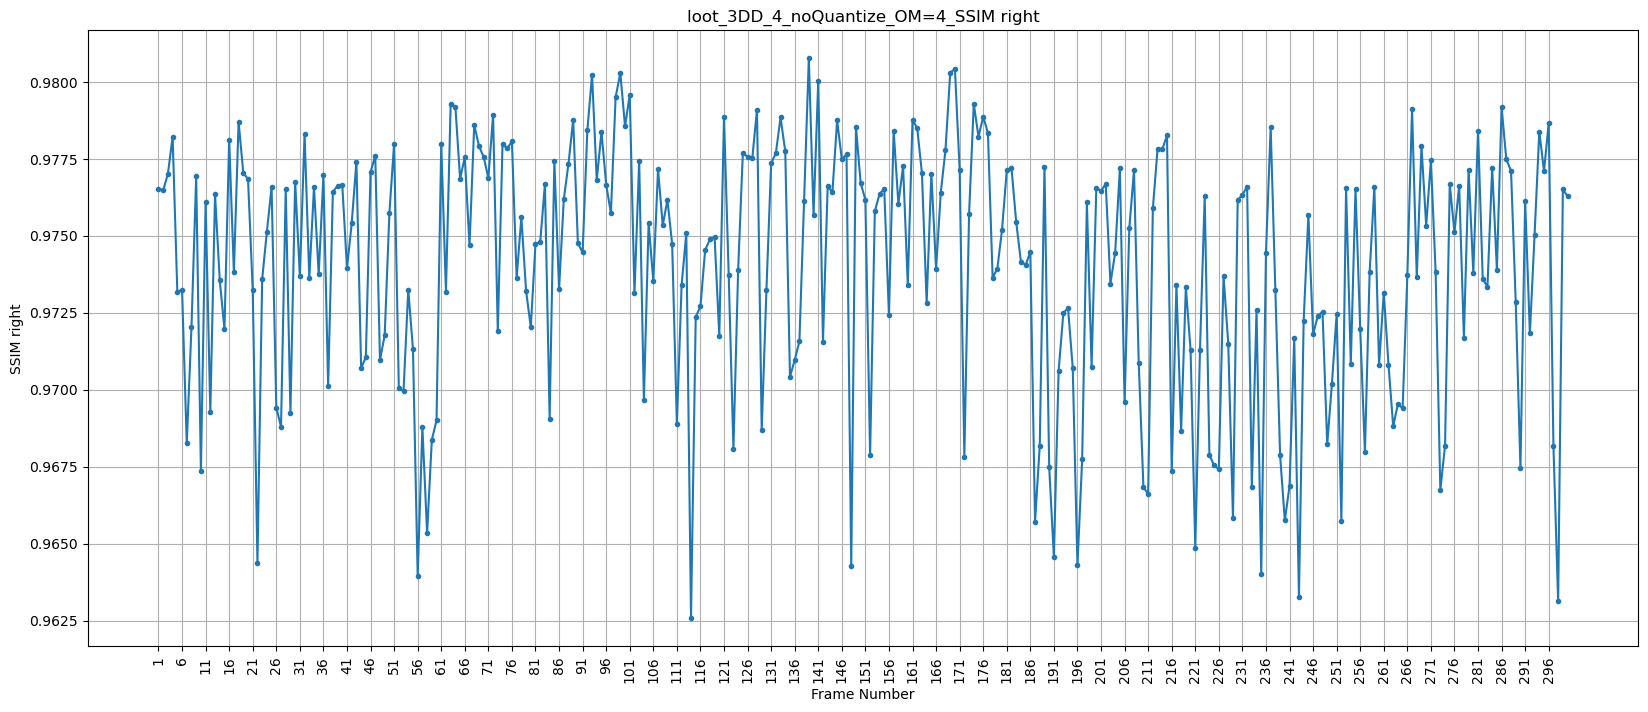 loot_3DD_4_noQuantize_OM=4_SSIM right
SSIM right
0.9800
0.9775
0.9750
0.9725
0.9700
0.9675
0.9650
0.9625
1 6 11 16 21 26 31 36 41 46 51 56 61 66 71 76 81 86 91 96 101 106 111 116 121 126 131 136 141 146 151 156 161 166 171 176 181 186 191 196 201 206 211 216 221 226 231 236 241 246 251 256 261 266 271 276 281 286 291 296
Frame Number